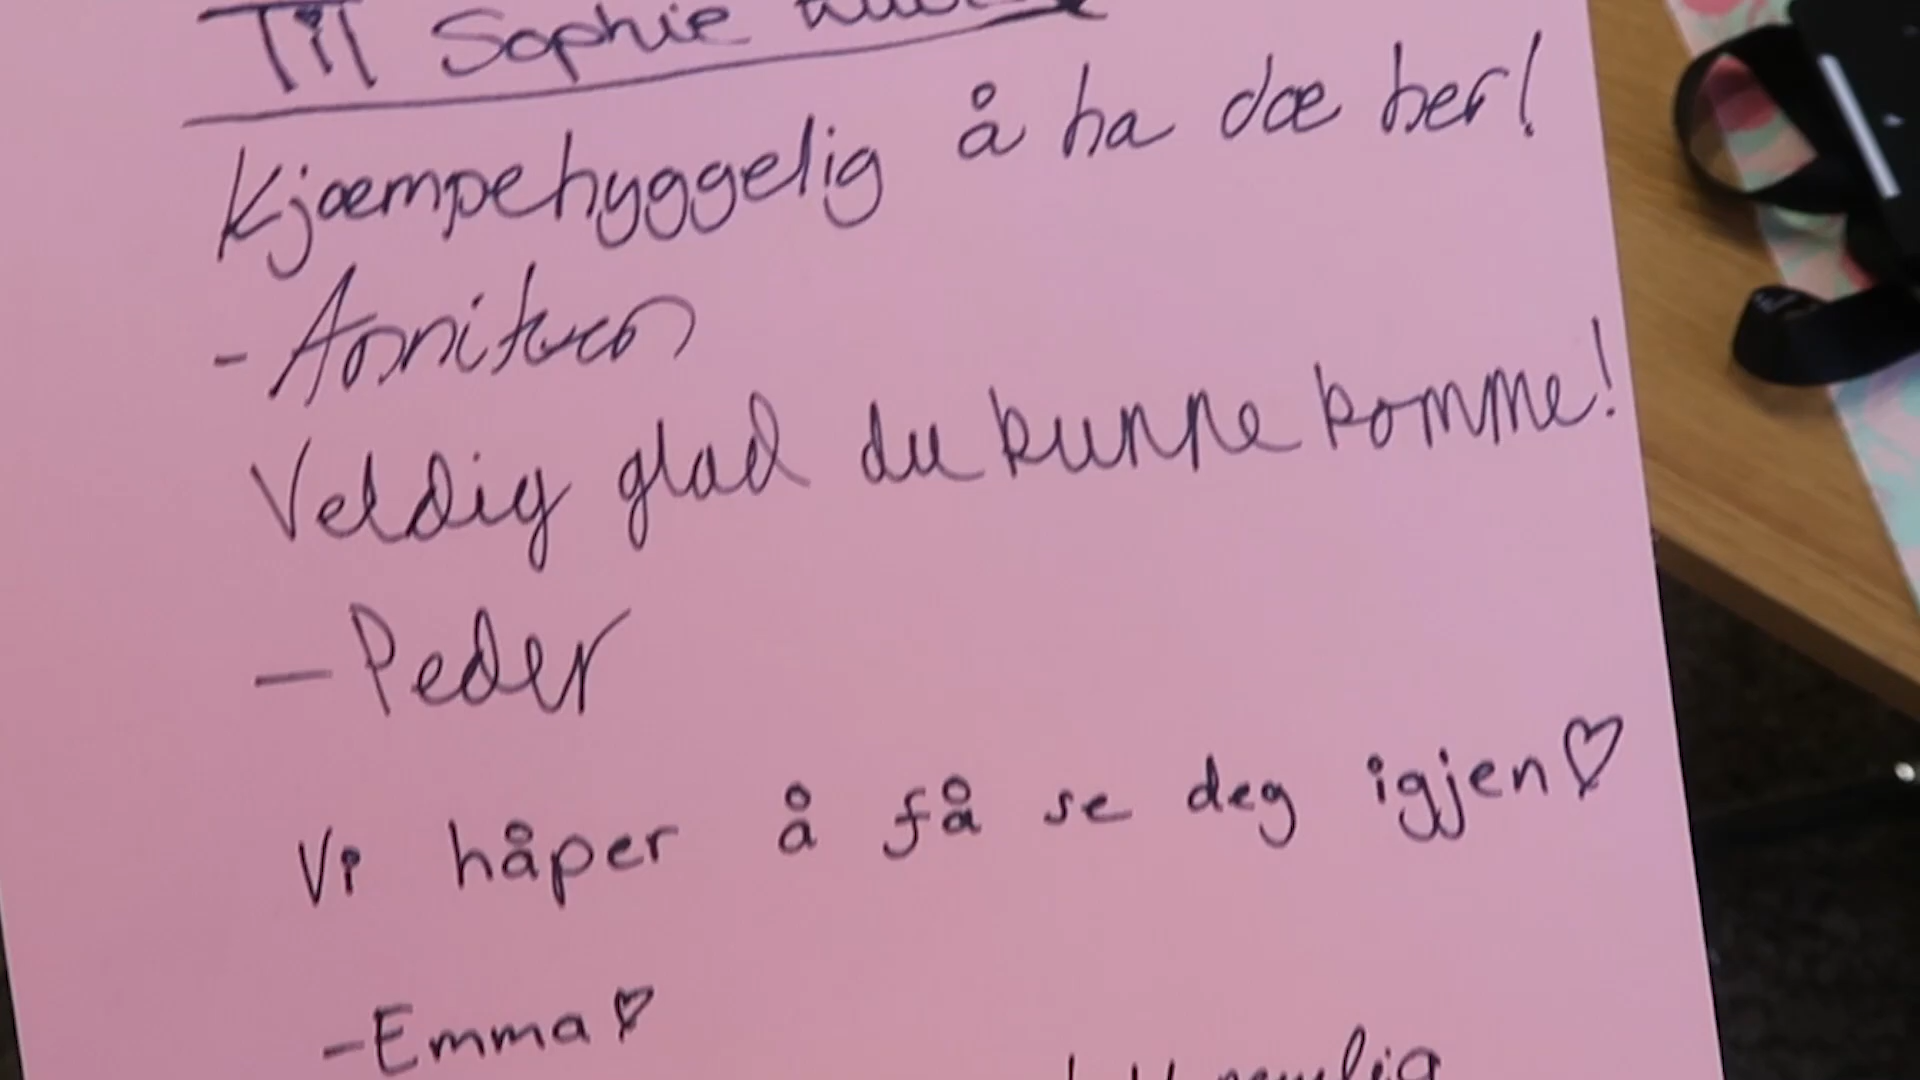 Til Sophie
Kjæmpehyggelig å ha dæ her!
-
Veldig glad du kunne komme!
- Peder
Vi håper å få se deg igjen♡
- Emma♡